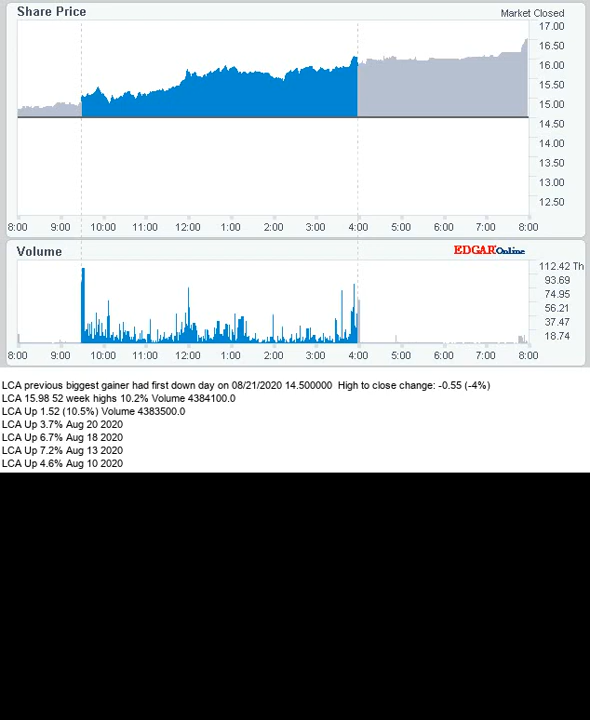 Share Price
Market Closed
17.00
16.50
16.00
15.50
15.00
14.50
14.00
13.50
13.00
12.50
8:00 9:00 10:00 11:00 12:00 1:00 2:00 3:00 4:00 5:00 6:00 7:00 8:00
Volume
EDGAROnline
112.42 Th
93.69
74.95
56.21
37.47
18.74
8:00 9:00 10:00 11:00 12:00 1:00 2:00 3:00 4:00 5:00 6:00 7:00 8:00
LCA previous biggest gainer had first down day on 08/21/2020 14.500000 High to close change: -0.55 (-4%)
LCA 15.98 52 week highs 10.2% Volume 4384100.0
LCA Up 1.52 (10.5%) Volume 4383500.0
LCA Up 3.7% Aug 20 2020
LCA Up 6.7% Aug 18 2020
LCA Up 7.2% Aug 13 2020
LCA Up 4.6% Aug 10 2020